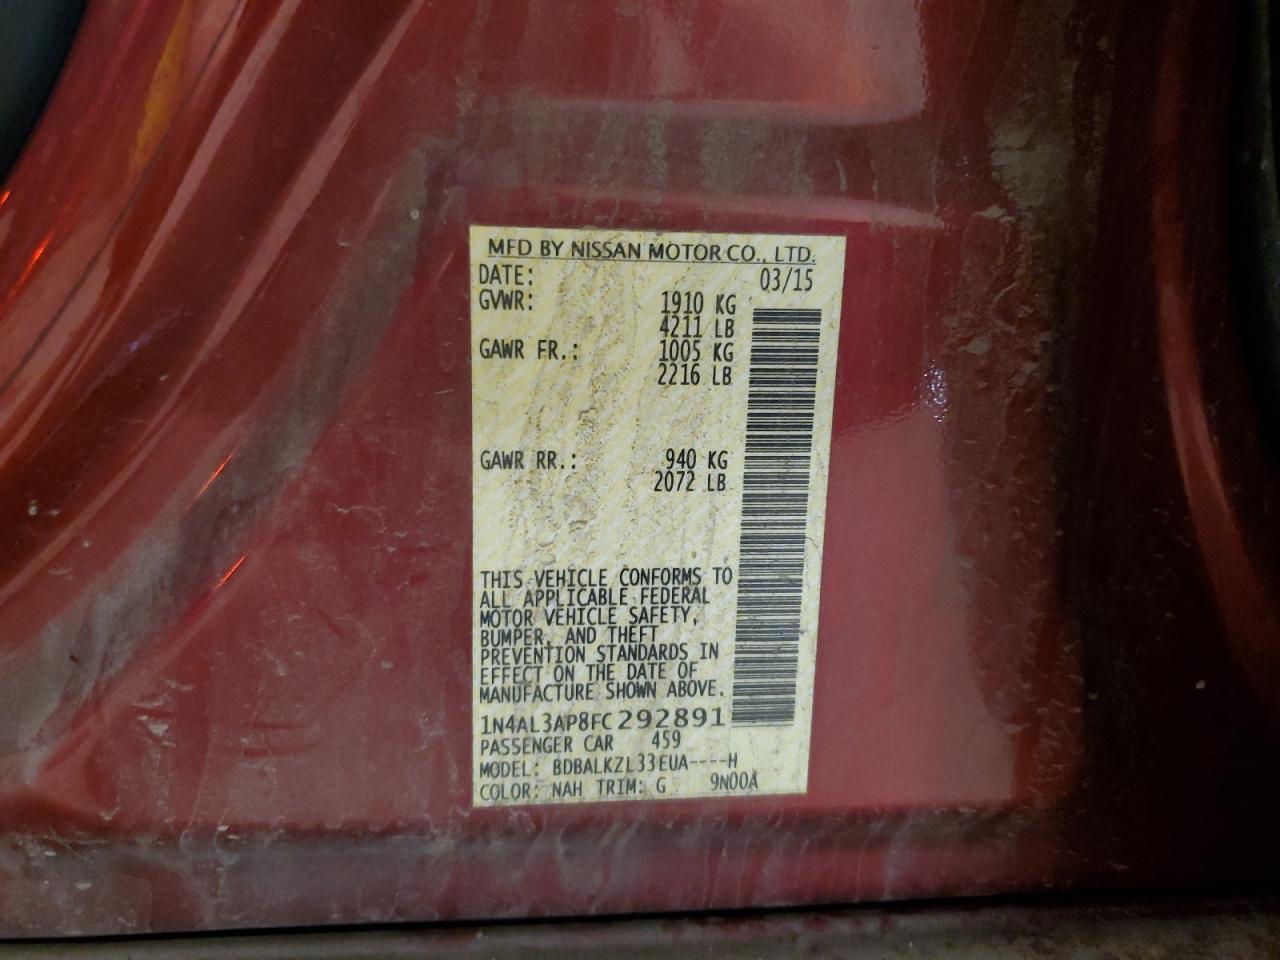 MFD BY NISSAN MOTOR CO., LTD.
DATE: 03/15
GVWR: 1910 KG
4211 LB
GAWR FR.: 1005 KG
2216 LB
GAWR RR.: 940 KG
2072 LB
THIS VEHICLE CONFORMS TO
ALL APPLICABLE FEDERAL
MOTOR VEHICLE SAFETY,
BUMPER, AND THEFT
PREVENTION STANDARDS IN
EFFECT ON THE DATE OF
MANUFACTURE SHOWN ABOVE.
1N4AL3AP8FC292891
PASSENGER CAR 459
MODEL: BDBALKZL33EUA----H
COLOR: NAH TRIM: G 9N00A